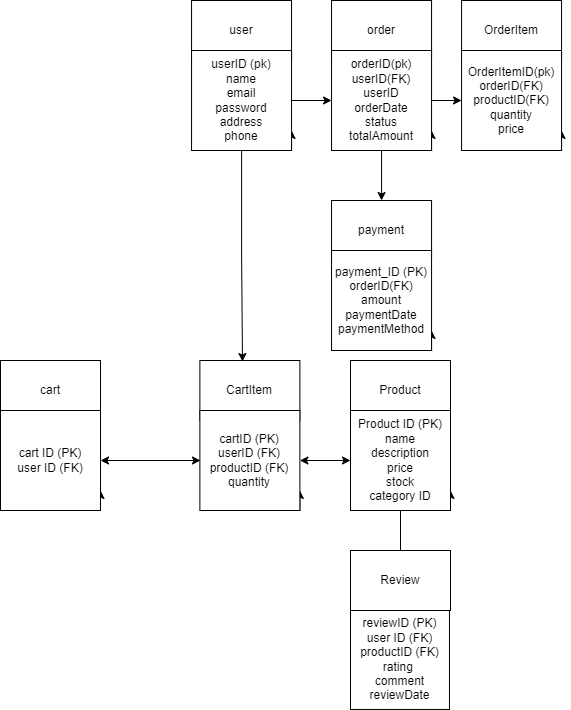 user
userID (pk)
name
email
password
address
phone
order
orderID(pk)
userID(FK)
userID
orderDate
status
totalAmount
OrderItem
OrderItemID(pk)
orderID(FK)
productID(FK)
quantity
price
payment
payment_ID (PK)
orderID(FK)
amount
paymentDate
paymentMethod
cart
cart ID (PK)
user ID (FK)
CartItem
cartID (PK)
userID (FK)
productID (FK)
quantity
Product
Product ID (PK)
name
description
price
stock
category ID
Review
reviewID (PK)
user ID (FK)
productID (FK)
rating
comment
reviewDate